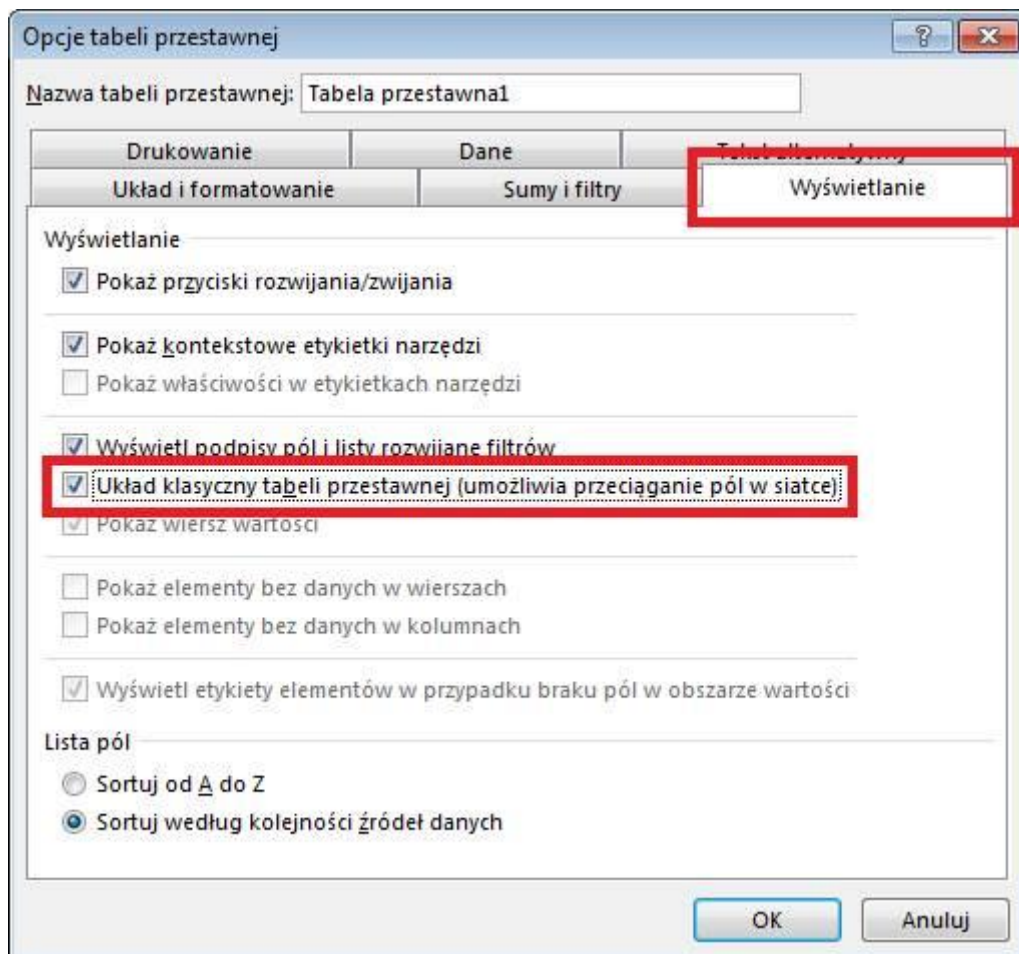 Opcje tabeli przestawnej
Nazwa tabeli przestawnej: Tabela przestawna1
Drukowanie Dane Tekst alternatywny
Układ i formatowanie Sumy i filtry Wyświetlanie
Wyświetlanie
Pokaż przyciski rozwijania/zwijania
Pokaż kontekstowe etykietki narzędzi
Pokaż właściwości w etykietkach narzędzi
Wyświetl podpisy pól i listy rozwijane filtrów
Układ klasyczny tabeli przestawnej (umożliwia przeciąganie pól w siatce)
Pokaż wiersz wartości
Pokaż elementy bez danych w wierszach
Pokaż elementy bez danych w kolumnach
Wyświetl etykiety elementów w przypadku braku pól w obszarze wartości
Lista pól
Sortuj od A do Z
Sortuj według kolejności źródeł danych
OK Anuluj